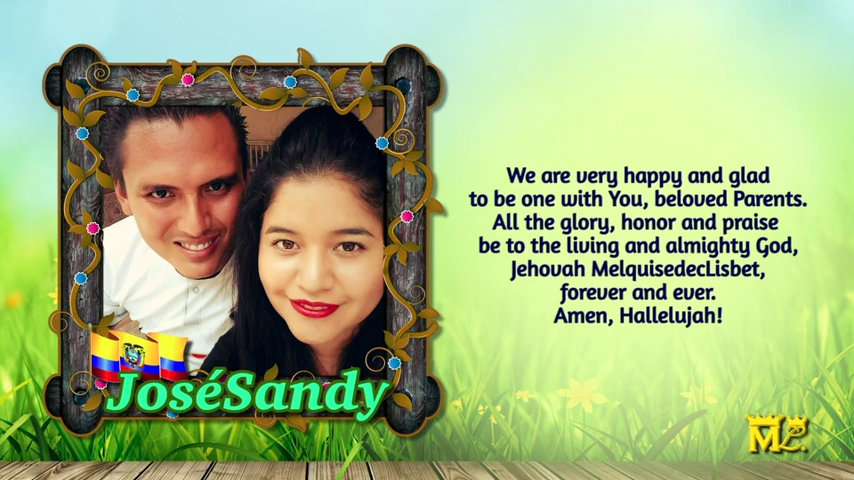 JoséSandy
We are very happy and glad
to be one with You, beloved Parents.
All the glory, honor and praise
be to the living and almighty God,
Jehovah MelquisedecLisbet,
forever and ever.
Amen, Hallelujah!
ML.